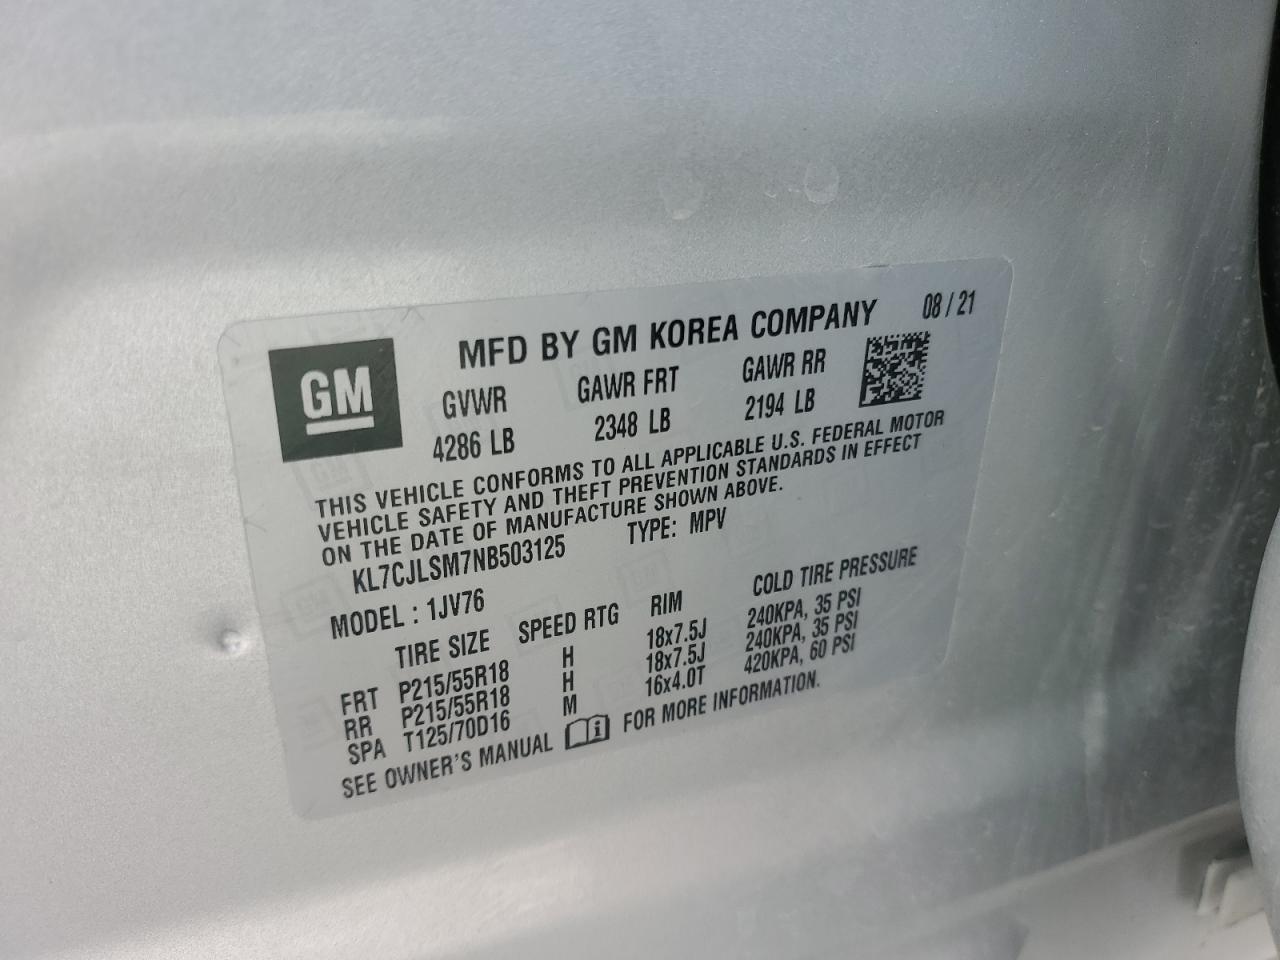 MFD BY GM KOREA COMPANY 08 / 21
GM
GVWR GAWR FRT GAWR RR
4286 LB 2348 LB 2194 LB
THIS VEHICLE CONFORMS TO ALL APPLICABLE U.S. FEDERAL MOTOR
VEHICLE SAFETY AND THEFT PREVENTION STANDARDS IN EFFECT
ON THE DATE OF MANUFACTURE SHOWN ABOVE.
KL7CJLSM7NB503125 TYPE: MPV
MODEL : 1JV76
TIRE SIZE SPEED RTG RIM COLD TIRE PRESSURE
FRT P215/55R18 H 18x7.5J 240KPA, 35 PSI
RR P215/55R18 H 18x7.5J 240KPA, 35 PSI
SPA T125/70D16 M 16x4.0T 420KPA, 60 PSI
SEE OWNER'S MANUAL i FOR MORE INFORMATION.